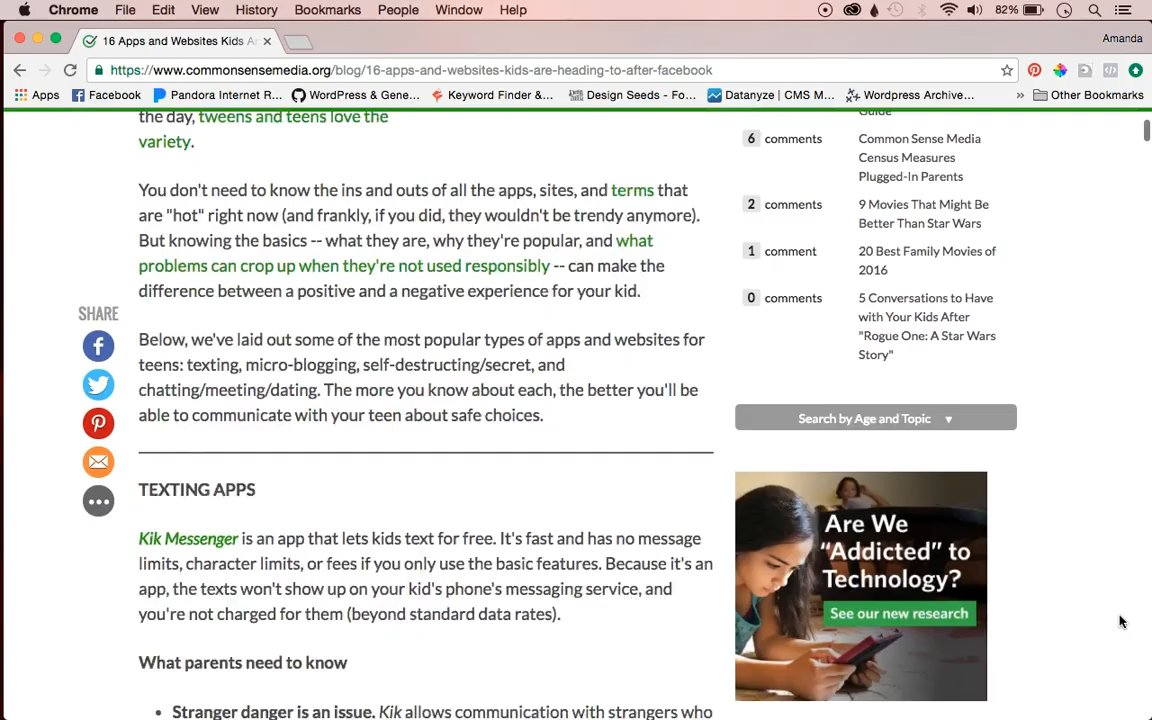 Chrome File Edit View History Bookmarks People Window Help 82%
16 Apps and Websites Kids Ar
Amanda
https://www.commonsensemedia.org/blog/16-apps-and-websites-kids-are-heading-to-after-facebook
Apps Facebook Pandora Internet R... WordPress & Gene... Keyword Finder &... Design Seeds - Fo... Datanyze | CMS M... Wordpress Archive... » Other Bookmarks
the day, tweens and teens love the
variety.
You don't need to know the ins and outs of all the apps, sites, and terms that
are "hot" right now (and frankly, if you did, they wouldn't be trendy anymore).
But knowing the basics -- what they are, why they're popular, and what
problems can crop up when they're not used responsibly -- can make the
difference between a positive and a negative experience for your kid.
SHARE
Below, we've laid out some of the most popular types of apps and websites for
teens: texting, micro-blogging, self-destructing/secret, and
chatting/meeting/dating. The more you know about each, the better you'll be
able to communicate with your teen about safe choices.
TEXTING APPS
Kik Messenger is an app that lets kids text for free. It's fast and has no message
limits, character limits, or fees if you only use the basic features. Because it's an
app, the texts won't show up on your kid's phone's messaging service, and
you're not charged for them (beyond standard data rates).
What parents need to know
• Stranger danger is an issue. Kik allows communication with strangers who
Guide
6 comments Common Sense Media
Census Measures
Plugged-In Parents
2 comments 9 Movies That Might Be
Better Than Star Wars
1 comment 20 Best Family Movies of
2016
0 comments 5 Conversations to Have
with Your Kids After
"Rogue One: A Star Wars
Story"
Search by Age and Topic ▼
Are We
"Addicted" to
Technology?
See our new research